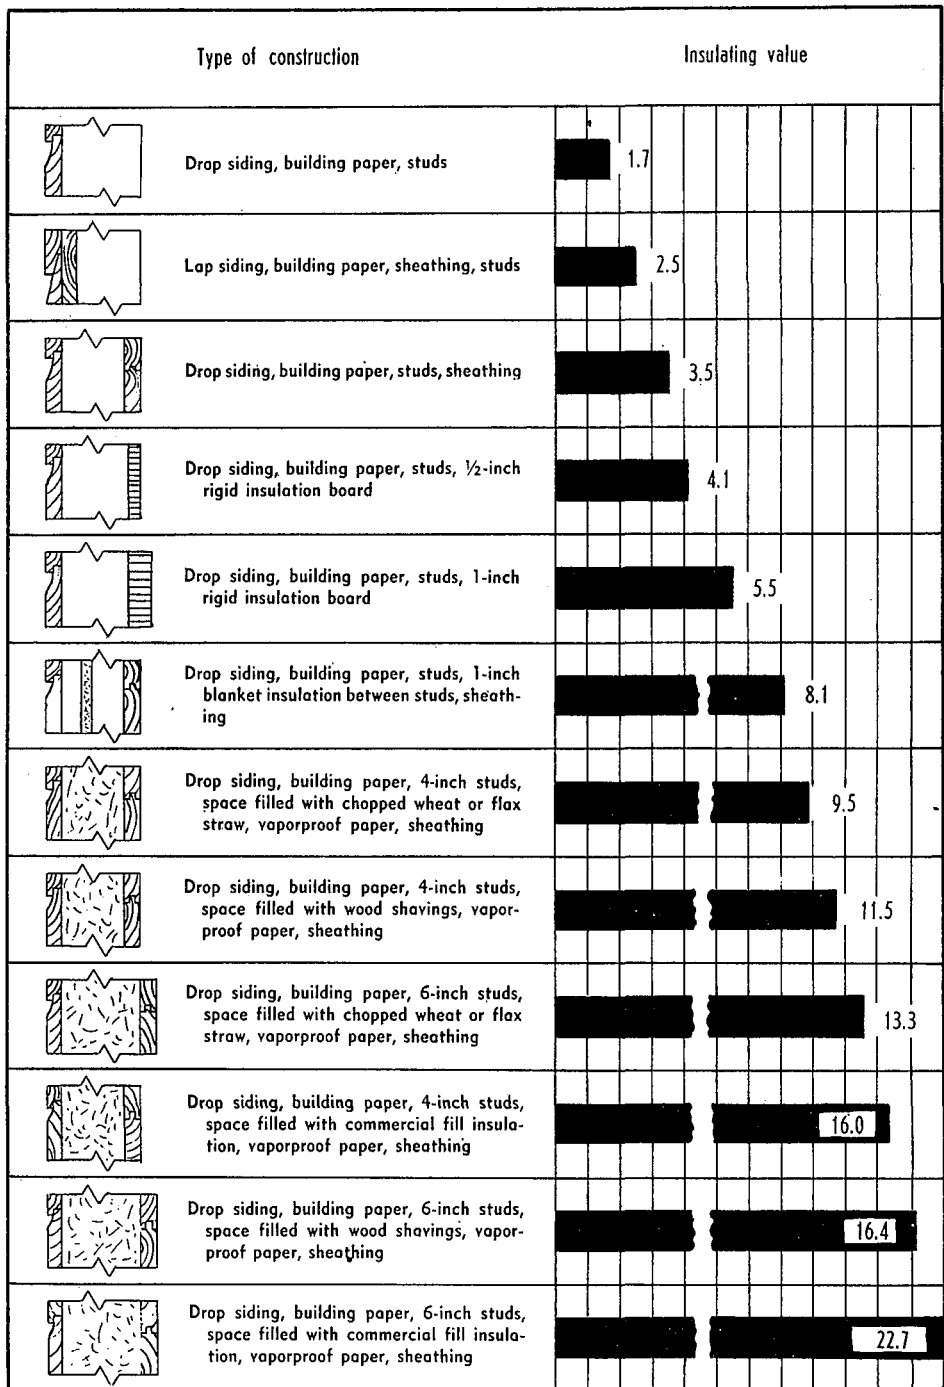 Type of construction
Insulating value
Drop siding, building paper, studs
1.7
Lap siding, building paper, sheathing, studs
2.5
Drop siding, building paper, studs, sheathing
3.5
Drop siding, building paper, studs, ½-inch
rigid insulation board
4.1
Drop siding, building paper, studs, 1-inch
rigid insulation board
5.5
Drop siding, building paper, studs, 1-inch
blanket insulation between studs, sheath-
ing
8.1
Drop siding, building paper, 4-inch studs,
space filled with chopped wheat or flax
straw, vaporproof paper, sheathing
9.5
Drop siding, building paper, 4-inch studs,
space filled with wood shavings, vapor-
proof paper, sheathing
11.5
Drop siding, building paper, 6-inch studs,
space filled with chopped wheat or flax
straw, vaporproof paper, sheathing
13.3
Drop siding, building paper, 4-inch studs,
space filled with commercial fill insula-
tion, vaporproof paper, sheathing
16.0
Drop siding, building paper, 6-inch studs,
space filled with wood shavings, vapor-
proof paper, sheathing
16.4
Drop siding, building paper, 6-inch studs,
space filled with commercial fill insula-
tion, vaporproof paper, sheathing
22.7